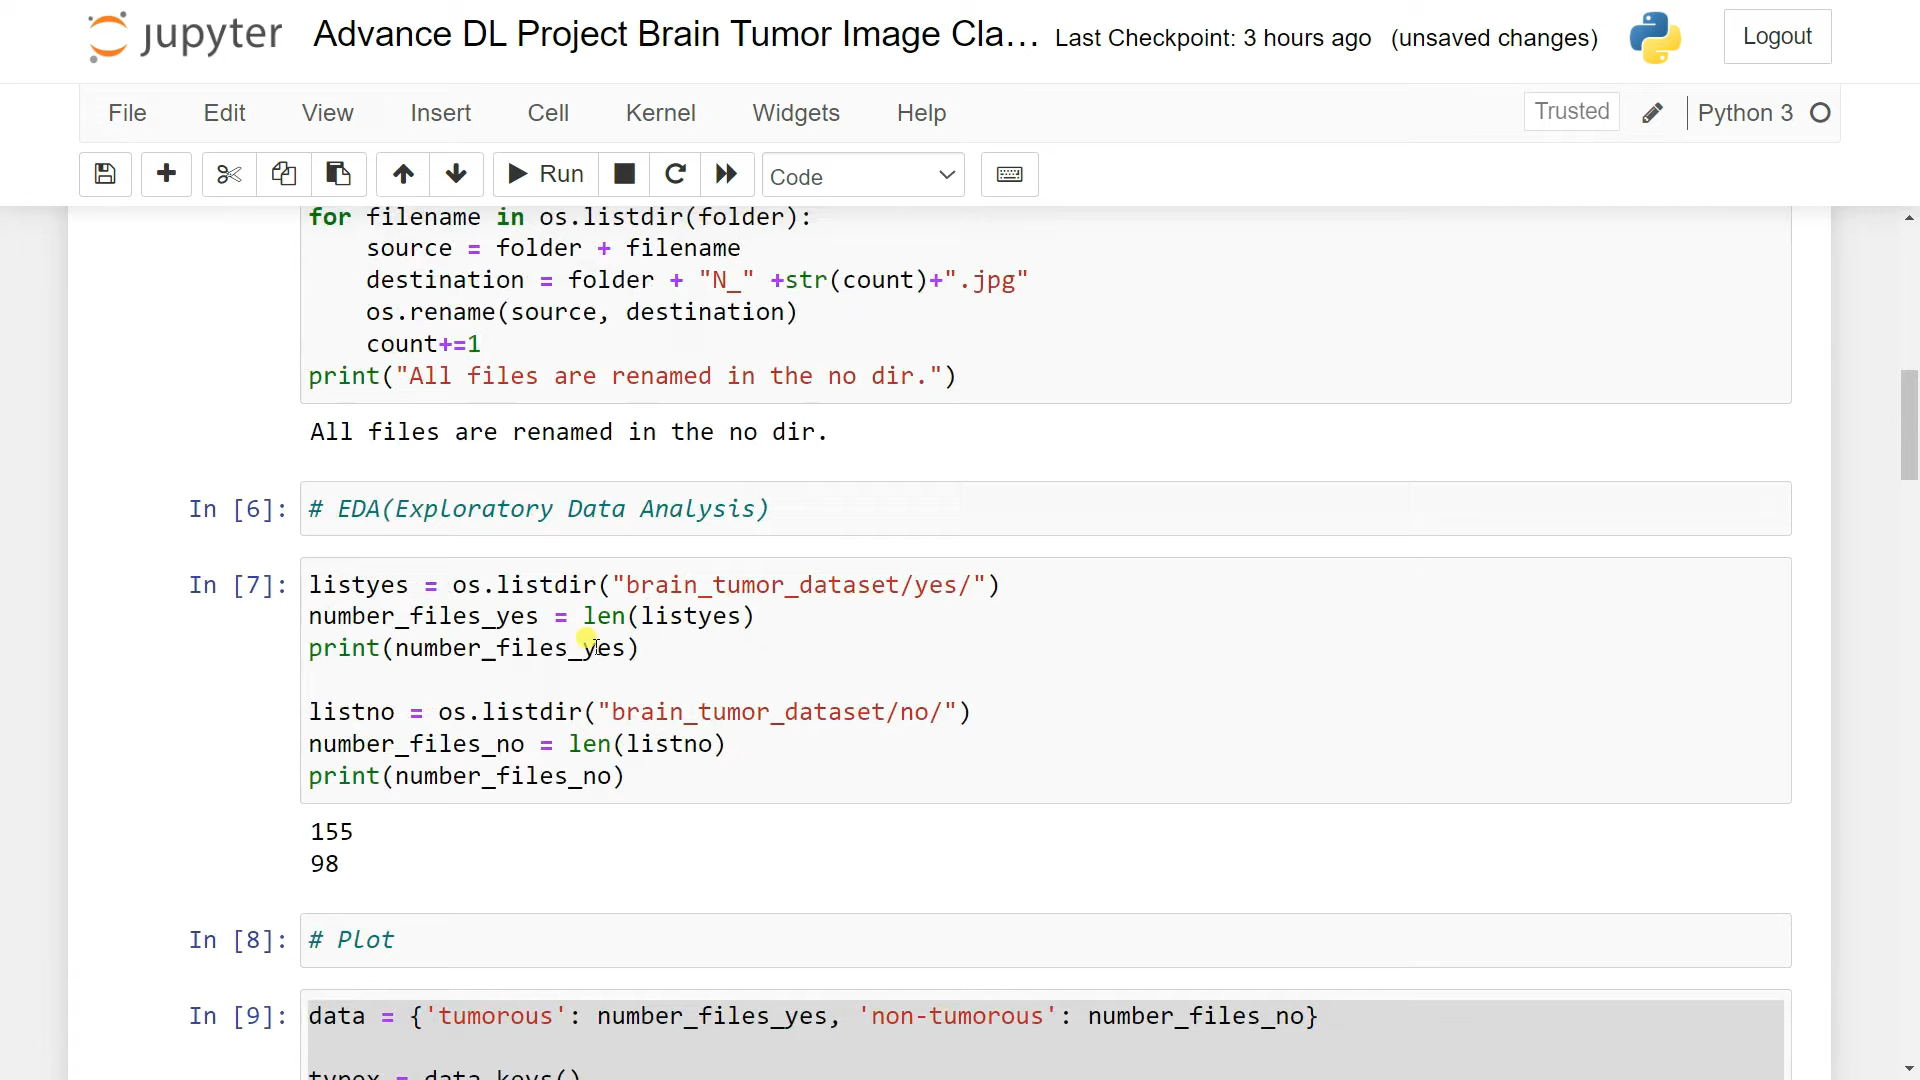 jupyter Advance DL Project Brain Tumor Image Cla... Last Checkpoint: 3 hours ago (unsaved changes) Logout
File Edit View Insert Cell Kernel Widgets Help Trusted Python 3
Run Code
for filename in os.listdir(folder):
    source = folder + filename
    destination = folder + "N_" +str(count)+".jpg"
    os.rename(source, destination)
    count+=1
print("All files are renamed in the no dir.")
All files are renamed in the no dir.
In [6]: # EDA(Exploratory Data Analysis)
In [7]: listyes = os.listdir("brain_tumor_dataset/yes/")
number_files_yes = len(listyes)
print(number_files_yes)
listno = os.listdir("brain_tumor_dataset/no/")
number_files_no = len(listno)
print(number_files_no)
155
98
In [8]: # Plot
In [9]: data = {'tumorous': number_files_yes, 'non-tumorous': number_files_no}
typex = data.keys()